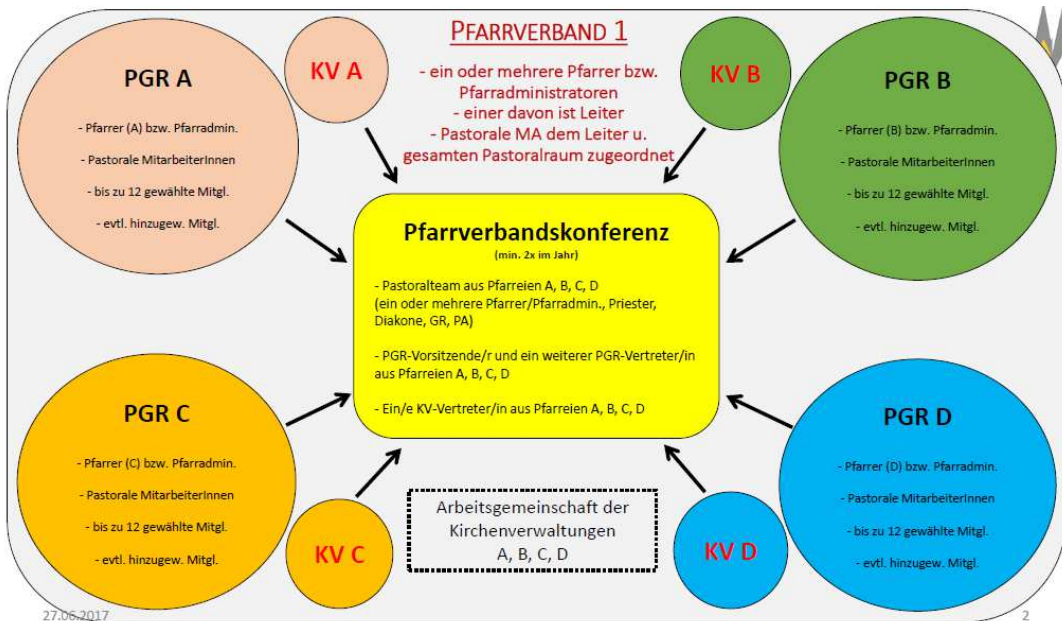 PFARRVERBAND 1
- ein oder mehrere Pfarrer bzw.
Pfarradministratoren
- einer davon ist Leiter
- Pastorale MA dem Leiter u.
gesamten Pastoralraum zugeordnet
PGR A
- Pfarrer (A) bzw. Pfarradmin.
- Pastorale MitarbeiterInnen
- bis zu 12 gewählte Mitgl.
- evtl. hinzugew. Mitgl.
KV A
KV B
PGR B
- Pfarrer (B) bzw. Pfarradmin.
- Pastorale MitarbeiterInnen
- bis zu 12 gewählte Mitgl.
- evtl. hinzugew. Mitgl.
Pfarrverbandskonferenz
(min. 2x im Jahr)
- Pastoralteam aus Pfarreien A, B, C, D
(ein oder mehrere Pfarrer/Pfarradmin., Priester,
Diakone, GR, PA)
- PGR-Vorsitzende/r und ein weiterer PGR-Vertreter/in
aus Pfarreien A, B, C, D
- Ein/e KV-Vertreter/in aus Pfarreien A, B, C, D
PGR C
- Pfarrer (C) bzw. Pfarradmin.
- Pastorale MitarbeiterInnen
- bis zu 12 gewählte Mitgl.
- evtl. hinzugew. Mitgl.
KV C
Arbeitsgemeinschaft der
Kirchenverwaltungen
A, B, C, D
KV D
PGR D
- Pfarrer (D) bzw. Pfarradmin.
- Pastorale MitarbeiterInnen
- bis zu 12 gewählte Mitgl.
- evtl. hinzugew. Mitgl.
27.06.2017
2